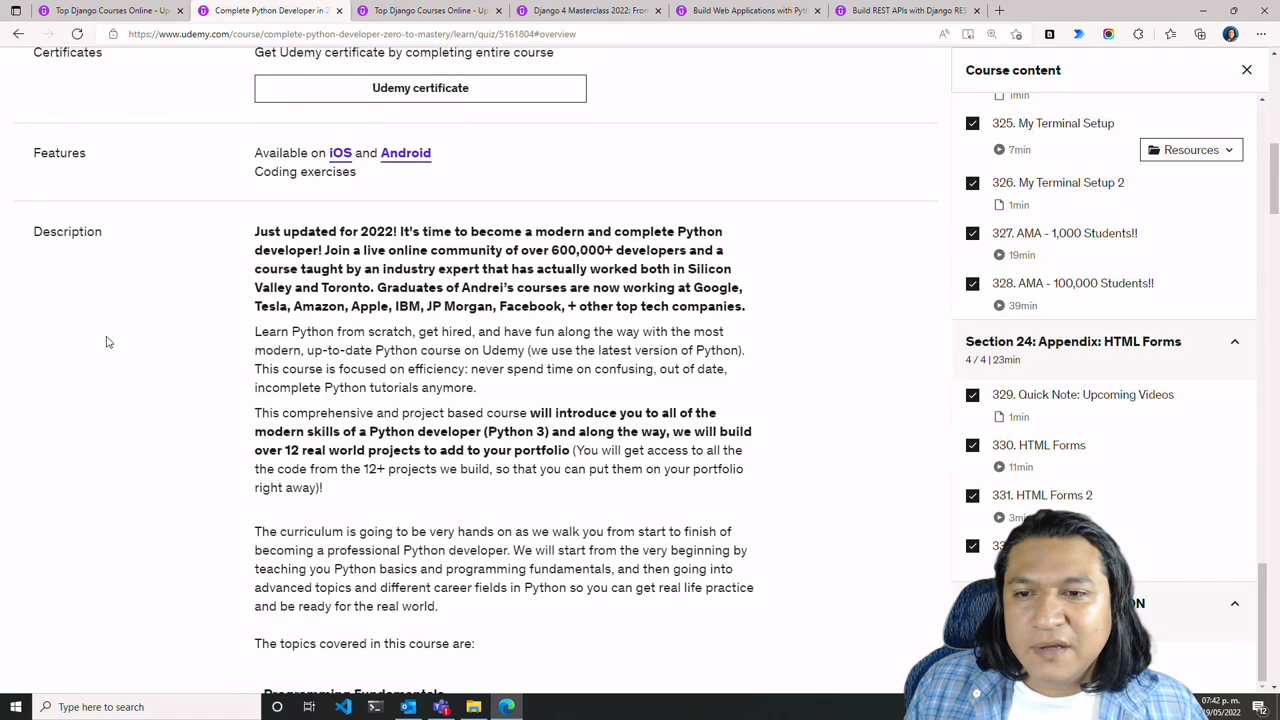 Top Django Courses Online - Up
Complete Python Developer in 2
Top Django Courses Online - Up
Django 4 Masterclass 2022: From
Build Web Applications with Pyth
Build REST APIs with Django RES
https://www.udemy.com/course/complete-python-developer-zero-to-mastery/learn/quiz/5161804#overview
Certificates
Get Udemy certificate by completing entire course
Udemy certificate
Features
Available on iOS and Android
Coding exercises
Description
Just updated for 2022! It's time to become a modern and complete Python
developer! Join a live online community of over 600,000+ developers and a
course taught by an industry expert that has actually worked both in Silicon
Valley and Toronto. Graduates of Andrei’s courses are now working at Google,
Tesla, Amazon, Apple, IBM, JP Morgan, Facebook, + other top tech companies.
Learn Python from scratch, get hired, and have fun along the way with the most
modern, up-to-date Python course on Udemy (we use the latest version of Python).
This course is focused on efficiency: never spend time on confusing, out of date,
incomplete Python tutorials anymore.
This comprehensive and project based course will introduce you to all of the
modern skills of a Python developer (Python 3) and along the way, we will build
over 12 real world projects to add to your portfolio (You will get access to all the
the code from the 12+ projects we build, so that you can put them on your portfolio
right away)!
The curriculum is going to be very hands on as we walk you from start to finish of
becoming a professional Python developer. We will start from the very beginning by
teaching you Python basics and programming fundamentals, and then going into
advanced topics and different career fields in Python so you can get real life practice
and be ready for the real world.
The topics covered in this course are:
Programming Fundamentals
Course content
1min
325. My Terminal Setup
7min
Resources
326. My Terminal Setup 2
1min
327. AMA - 1,000 Students!!
19min
328. AMA - 100,000 Students!!
39min
Section 24: Appendix: HTML Forms
4 / 4 | 23min
329. Quick Note: Upcoming Videos
1min
330. HTML Forms
11min
331. HTML Forms 2
3min
Type here to search
07:42 p. m.
19/05/2022
12